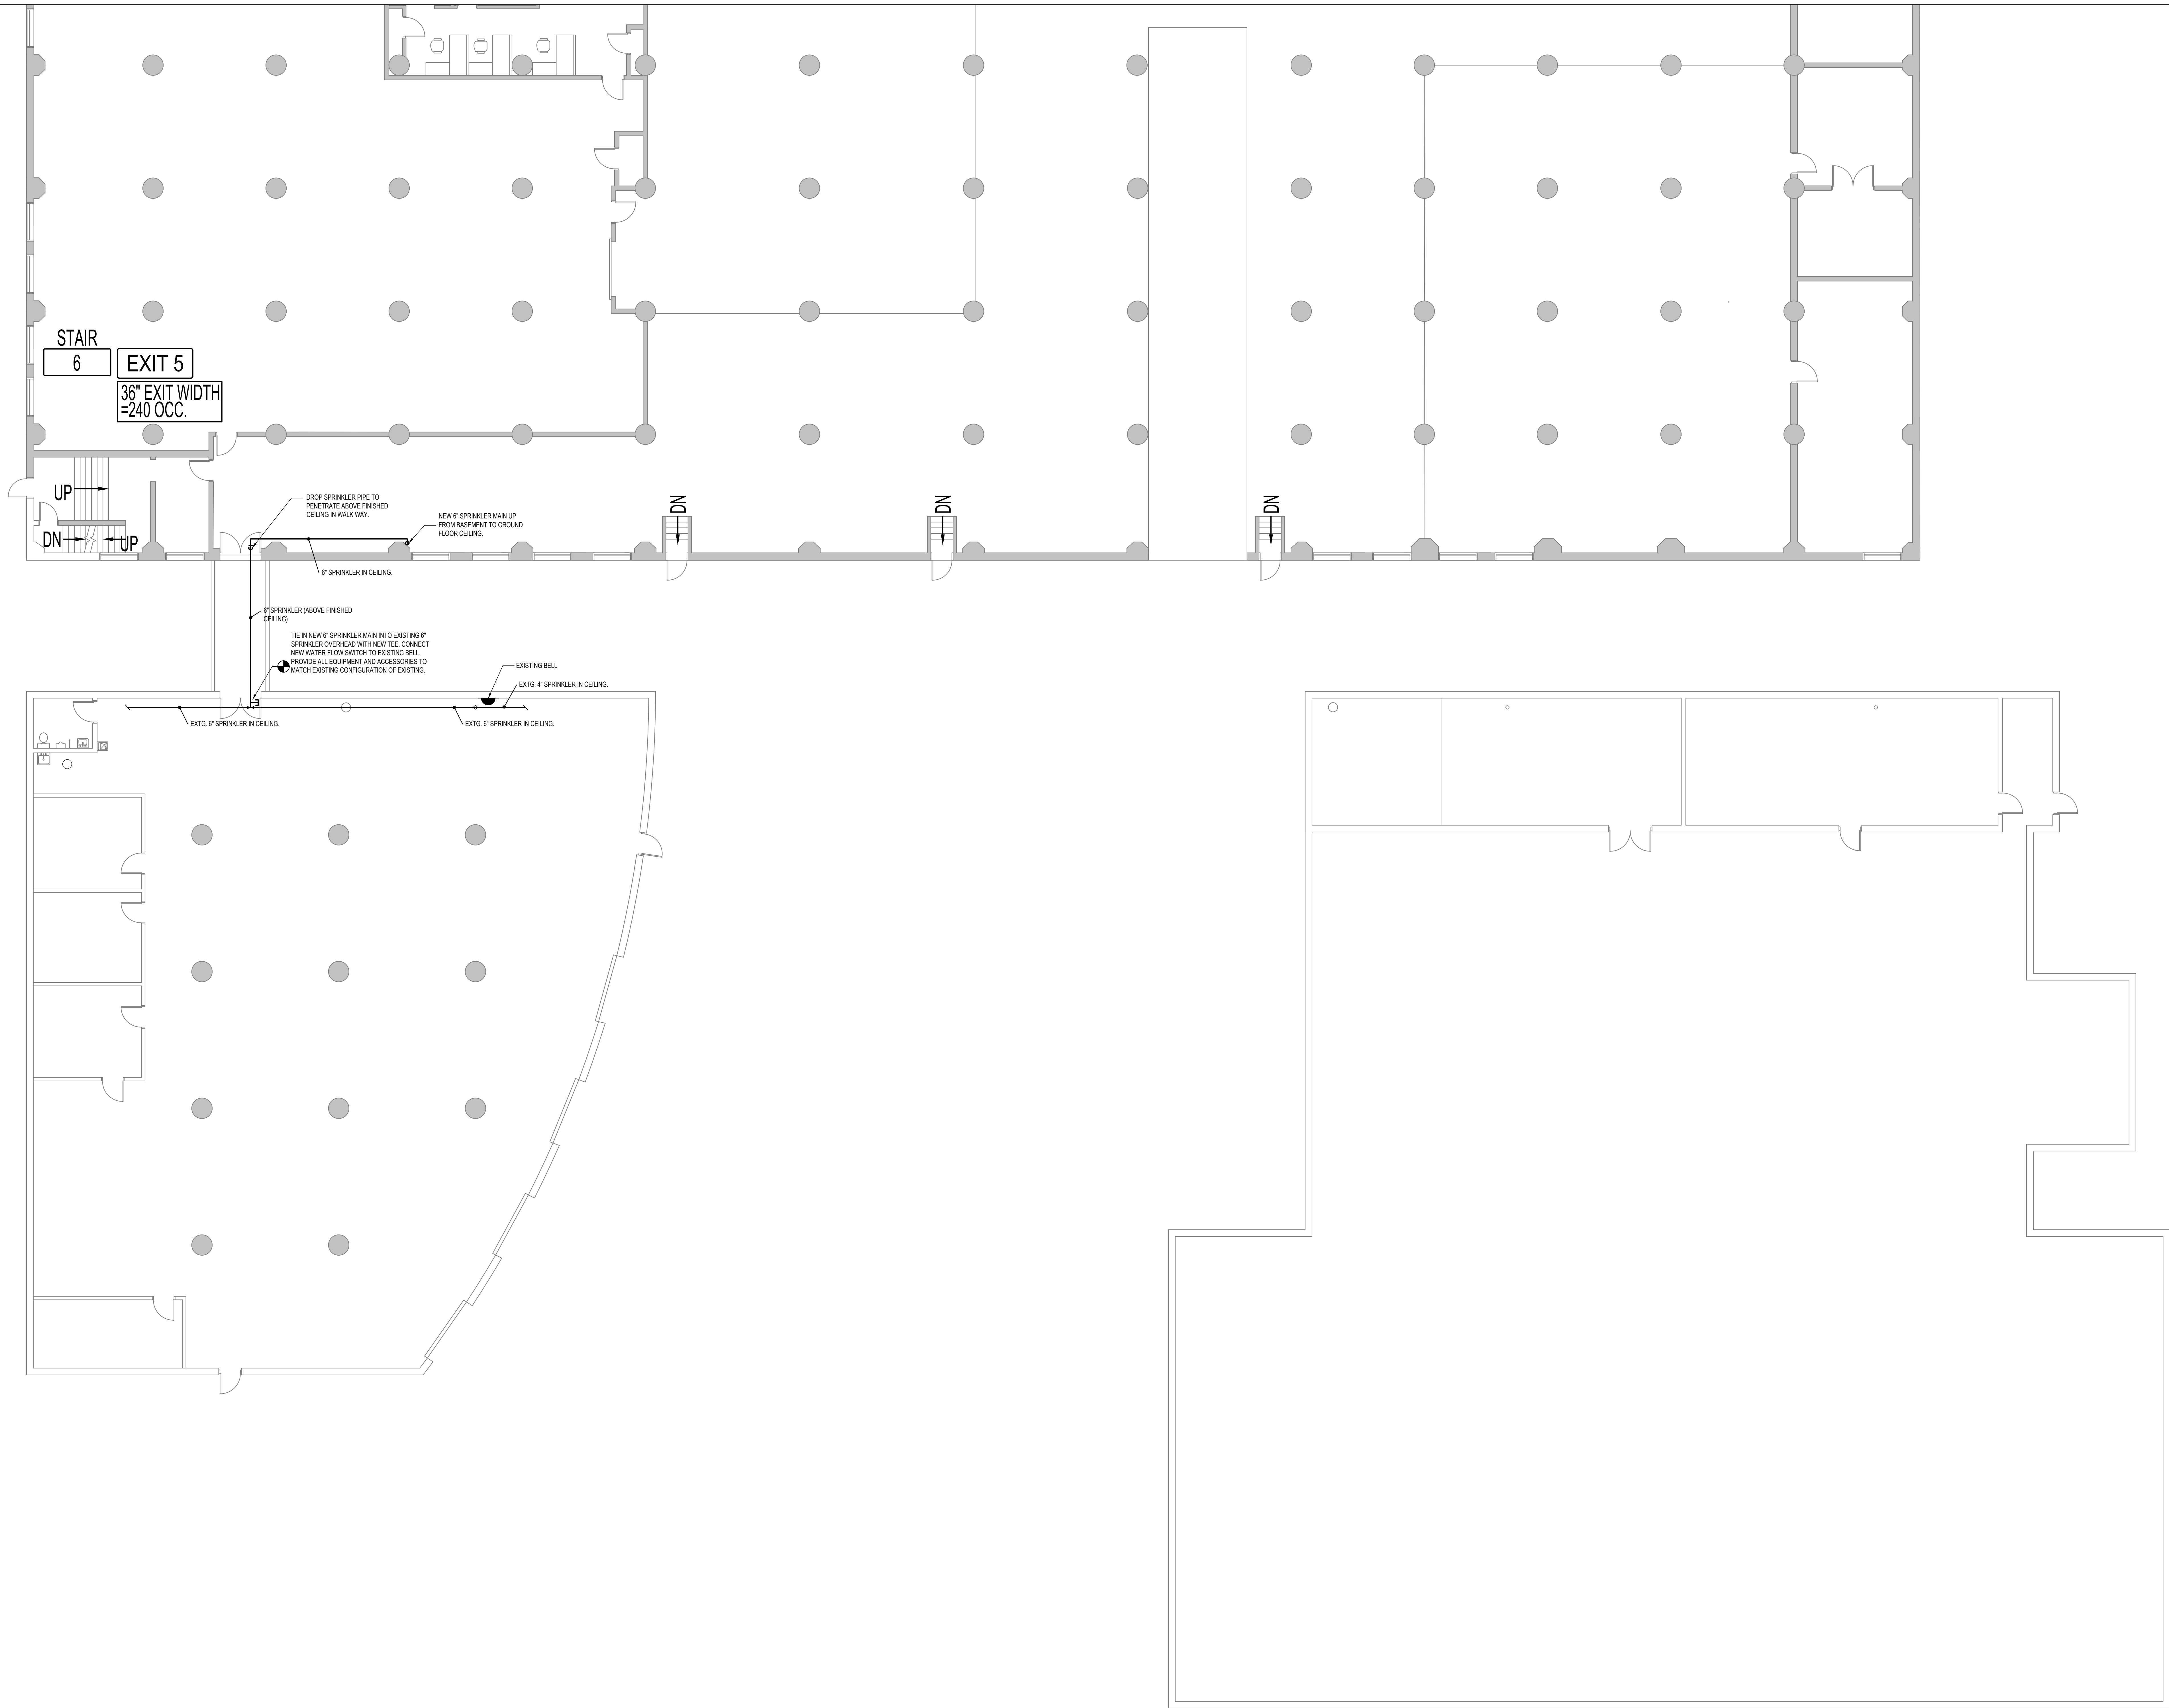 STAIR
6
EXIT 5
36" EXIT WIDTH
=240 OCC.
UP
DN
UP
DN
DN
DN
DROP SPRINKLER PIPE TO
PENETRATE ABOVE FINISHED
CEILING IN WALK WAY.
NEW 6" SPRINKLER MAIN UP
FROM BASEMENT TO GROUND
FLOOR CEILING.
6" SPRINKLER IN CEILING.
6" SPRINKLER (ABOVE FINISHED
CEILING)
TIE IN NEW 6" SPRINKLER MAIN INTO EXISTING 6"
SPRINKLER OVERHEAD WITH NEW TEE. CONNECT
NEW WATER FLOW SWITCH TO EXISTING BELL.
PROVIDE ALL EQUIPMENT AND ACCESSORIES TO
MATCH EXISTING CONFIGURATION OF EXISTING.
EXISTING BELL
EXTG. 4" SPRINKLER IN CEILING.
EXTG. 6" SPRINKLER IN CEILING.
EXTG. 6" SPRINKLER IN CEILING.